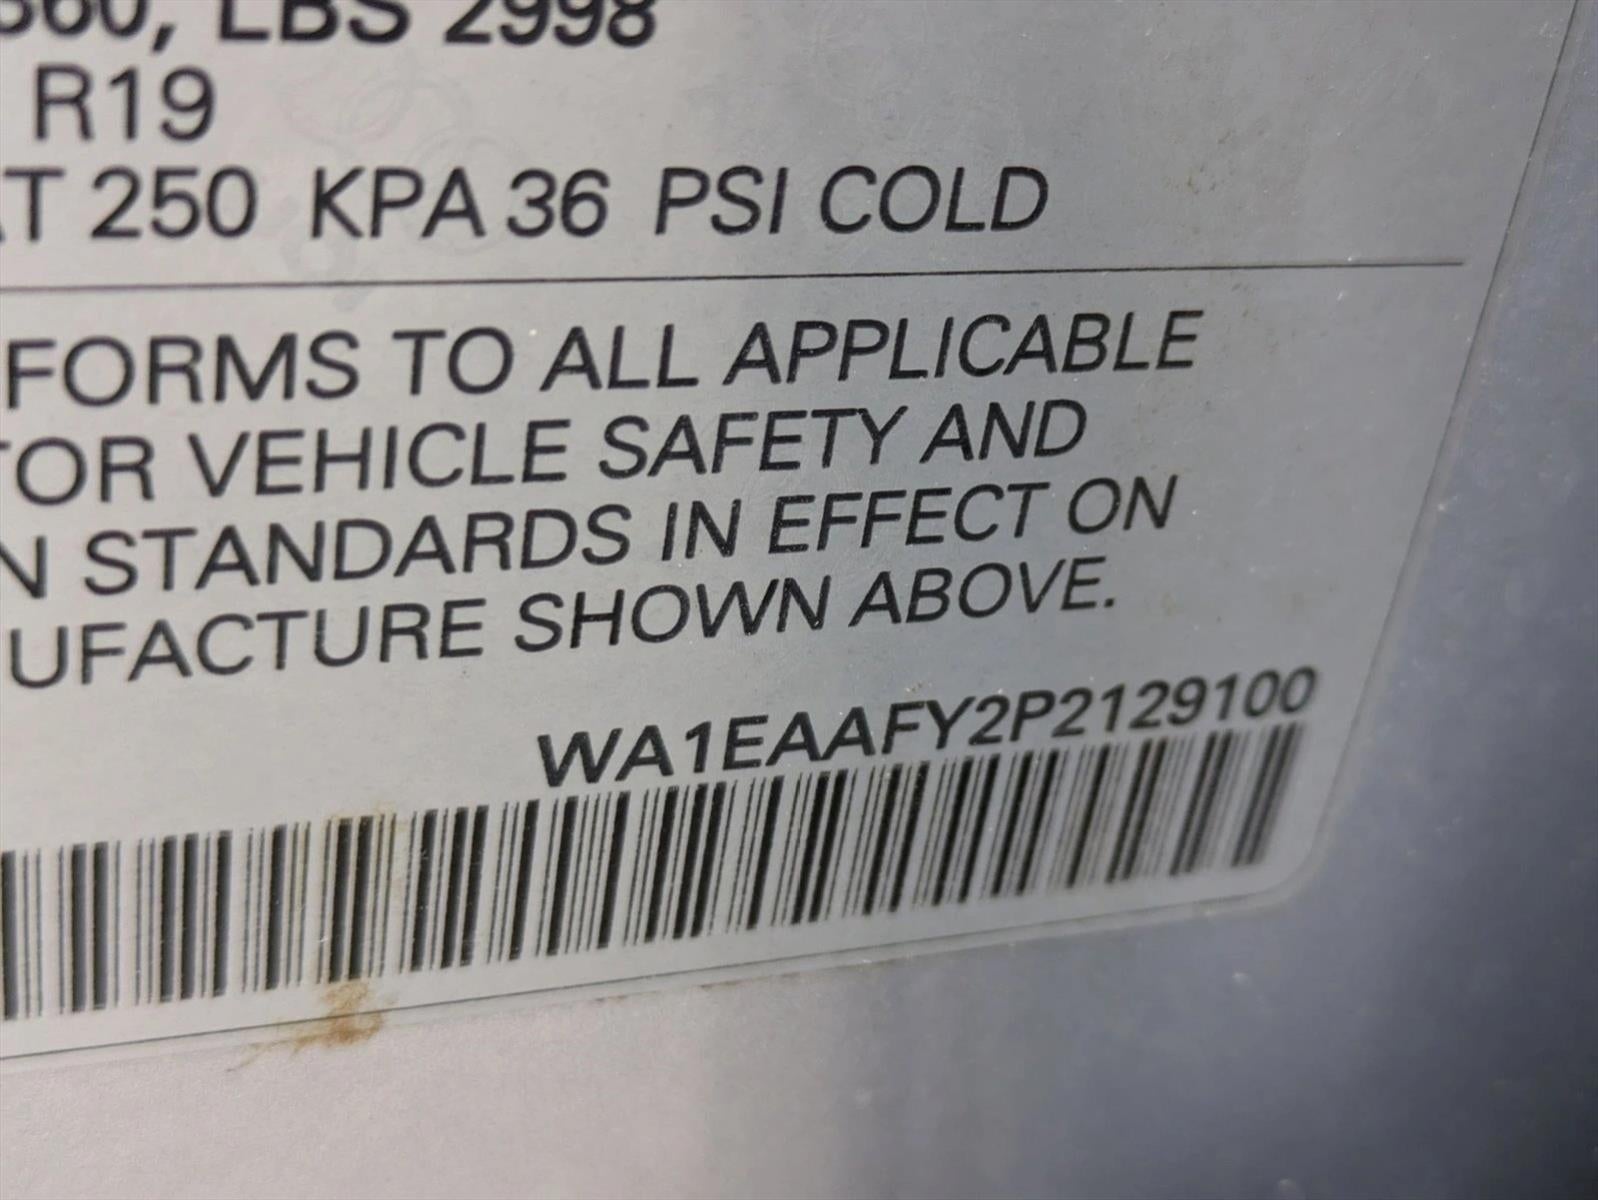 LBS 2998
R19
AT 250 KPA 36 PSI COLD
FORMS TO ALL APPLICABLE
TOR VEHICLE SAFETY AND
N STANDARDS IN EFFECT ON
UFACTURE SHOWN ABOVE.
WA1EAAFY2P2129100